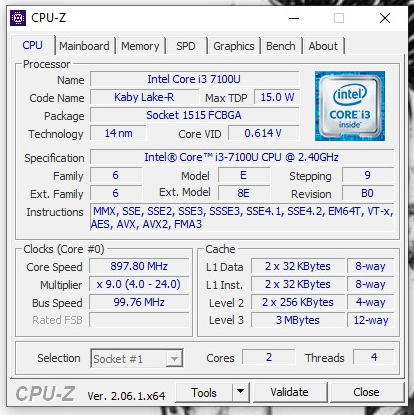 CPU-Z
CPU Mainboard Memory SPD Graphics Bench About
Processor
Name Intel Core i3 7100U
Code Name Kaby Lake-R Max TDP 15.0 W
Package Socket 1515 FCBGA
Technology 14 nm Core VID 0.614 V
intel
CORE i3
inside™
Specification Intel® Core™ i3-7100U CPU @ 2.40GHz
Family 6 Model E Stepping 9
Ext. Family 6 Ext. Model 8E Revision B0
Instructions MMX, SSE, SSE2, SSE3, SSSE3, SSE4.1, SSE4.2, EM64T, VT-x,
AES, AVX, AVX2, FMA3
Clocks (Core #0)
Core Speed 897.80 MHz
Multiplier x 9.0 (4.0 - 24.0)
Bus Speed 99.76 MHz
Rated FSB
Cache
L1 Data 2 x 32 KBytes 8-way
L1 Inst. 2 x 32 KBytes 8-way
Level 2 2 x 256 KBytes 4-way
Level 3 3 MBytes 12-way
Selection Socket #1 Cores 2 Threads 4
CPU-Z Ver. 2.06.1.x64 Tools Validate Close